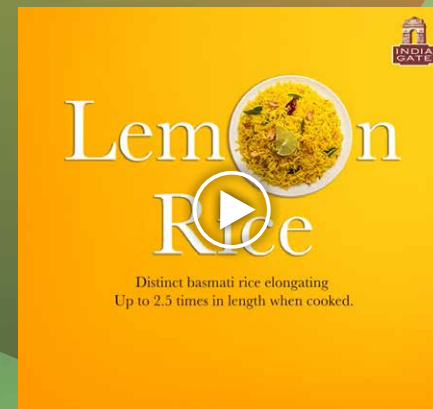 INDIA
GATE
Lemon
Rice
Distinct basmati rice elongating
Up to 2.5 times in length when cooked.